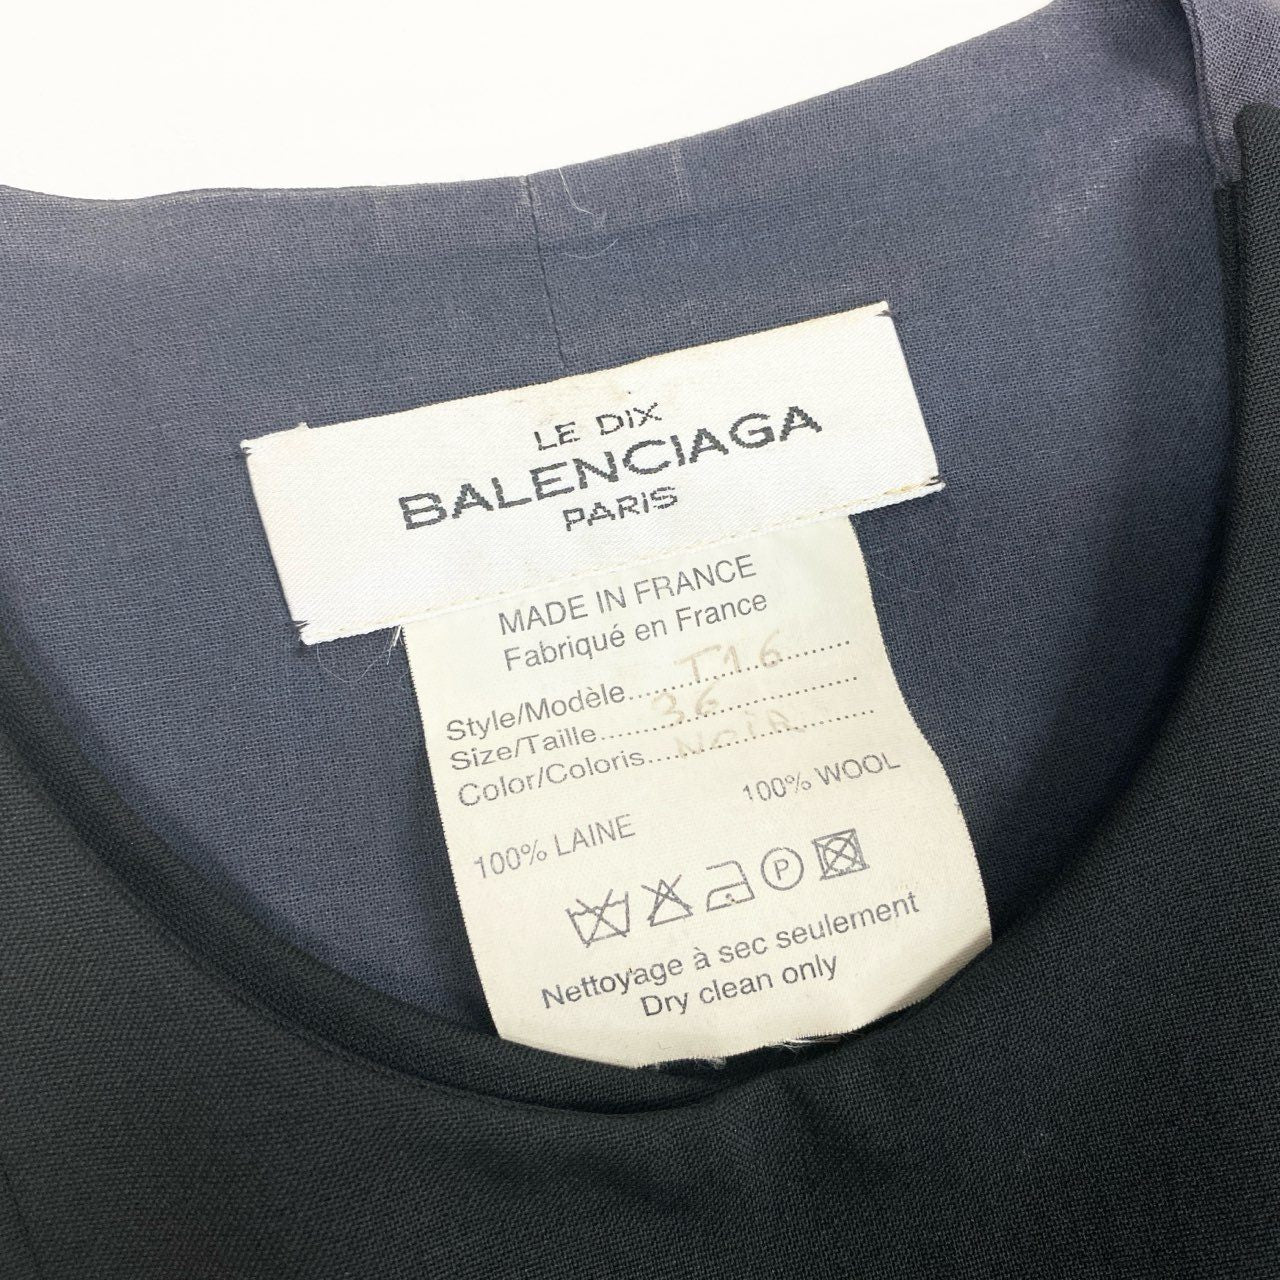 LE DIX
BALENCIAGA
PARIS
MADE IN FRANCE
Fabriqué en France
Style/Modèle.....T16..........
Size/Taille........36..................
Color/Coloris....NOIR............
100% LAINE 100% WOOL
P
Nettoyage à sec seulement
Dry clean only